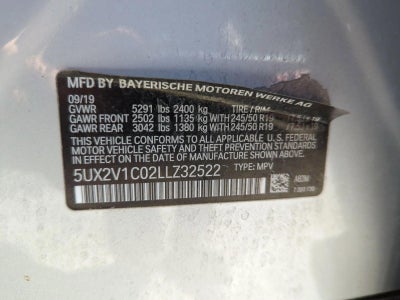 MFD BY BAYERISCHE MOTOREN WERKE AG
09/19
GVWR 5291 lbs 2400 kg TIRE / RIM
GAWR FRONT 2502 lbs 1135 kg WITH 245/50 R19
GAWR REAR 3042 lbs 1380 kg WITH 245/50 R19
THIS VEHICLE CONFORMS TO ALL APPLICABLE U.S. FEDERAL
MOTOR VEHICLE SAFETY AND THEFT PREVENTION STANDARDS
IN EFFECT ON THE DATE OF MANUFACTURE SHOWN ABOVE.
5UX2V1C02LLZ32522 TYPE: MPV